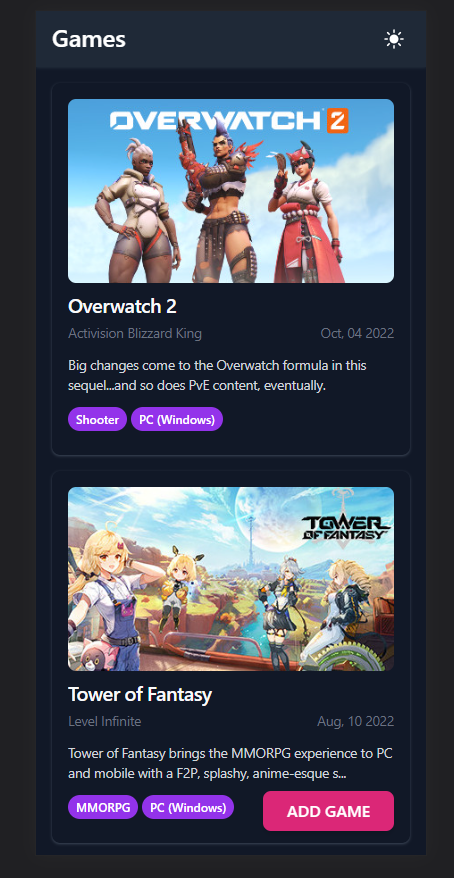 Games
OVERWATCH 2
Overwatch 2
Activision Blizzard King
Oct, 04 2022
Big changes come to the Overwatch formula in this
sequel...and so does PvE content, eventually.
Shooter
PC (Windows)
TOWER
OF FANTASY
Tower of Fantasy
Level Infinite
Aug, 10 2022
Tower of Fantasy brings the MMORPG experience to PC
and mobile with a F2P, splashy, anime-esque s...
MMORPG
PC (Windows)
ADD GAME